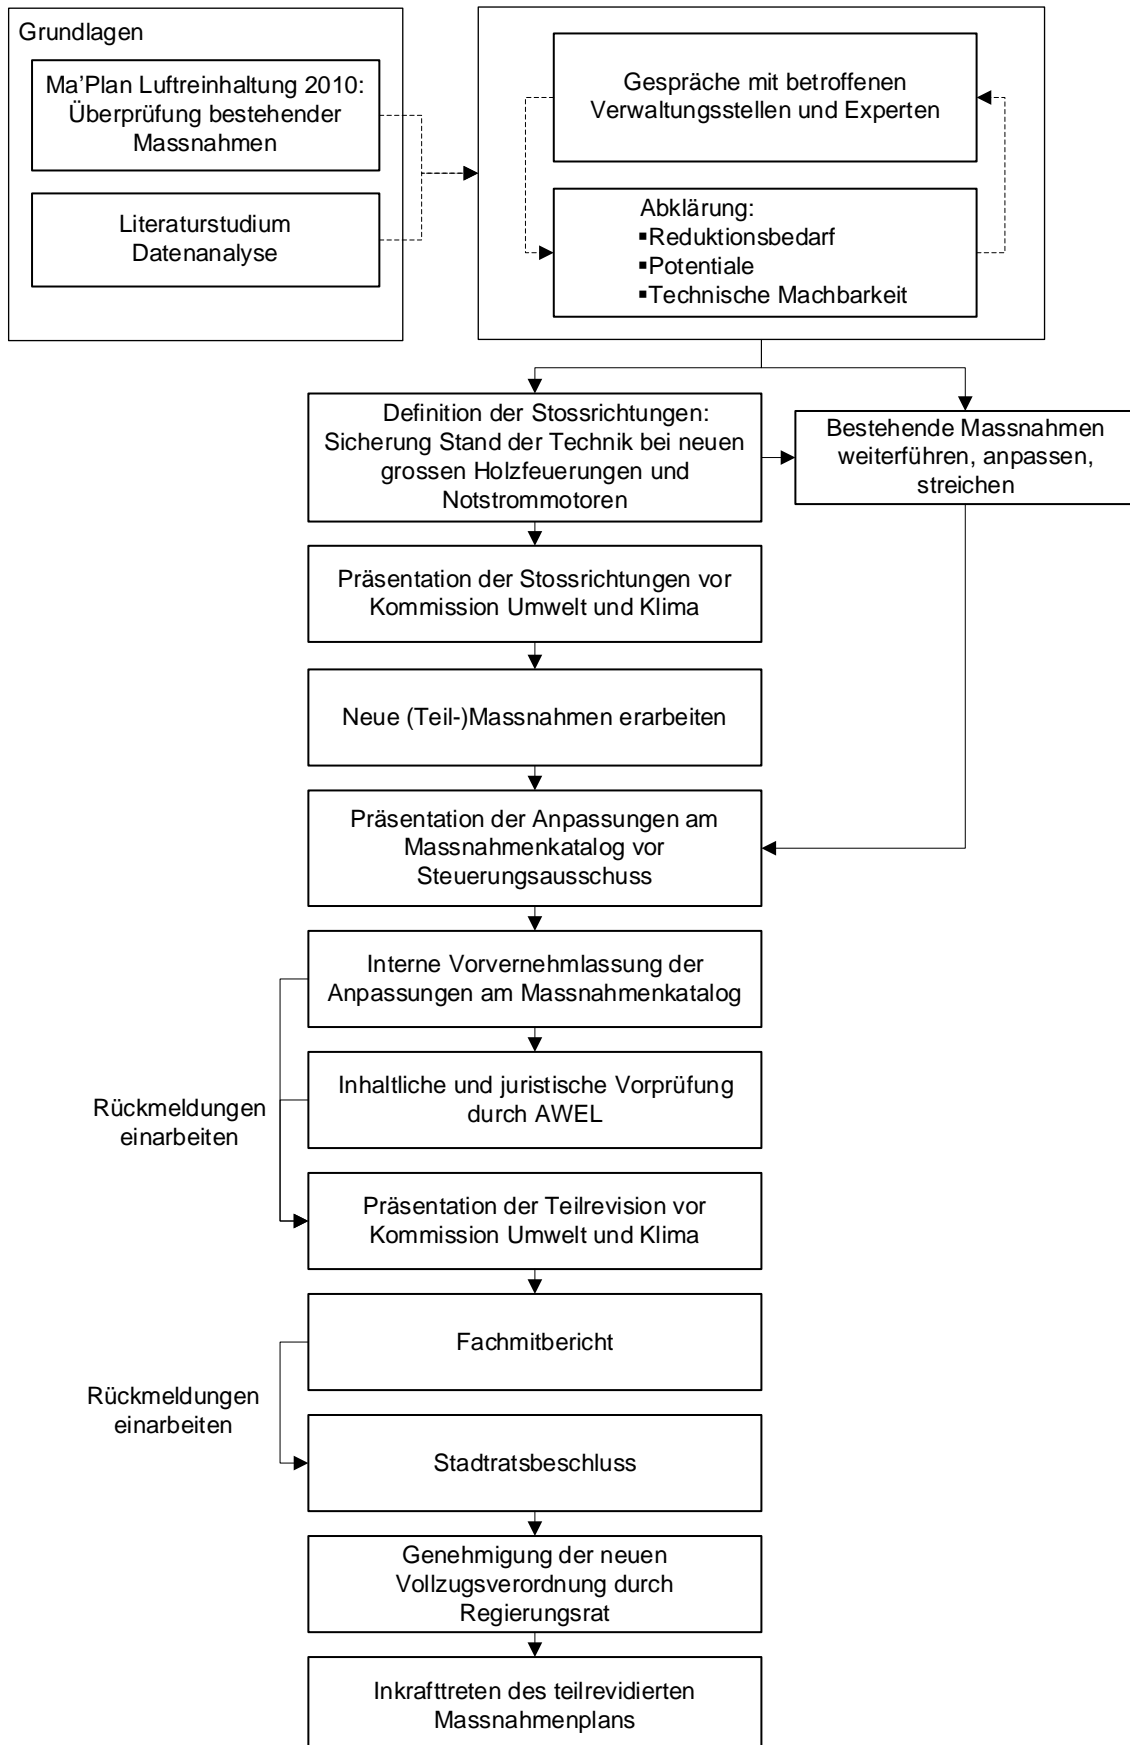 Grundlagen
Ma’Plan Luftreinhaltung 2010:
Überprüfung bestehender
Massnahmen
Literaturstudium
Datenanalyse
Gespräche mit betroffenen
Verwaltungsstellen und Experten
Abklärung:
▪Reduktionsbedarf
▪Potentiale
▪Technische Machbarkeit
Definition der Stossrichtungen:
Sicherung Stand der Technik bei neuen
grossen Holzfeuerungen und
Notstrommotoren
Bestehende Massnahmen
weiterführen, anpassen,
streichen
Präsentation der Stossrichtungen vor
Kommission Umwelt und Klima
Neue (Teil-)Massnahmen erarbeiten
Präsentation der Anpassungen am
Massnahmenkatalog vor
Steuerungsausschuss
Interne Vorvernehmlassung der
Anpassungen am Massnahmenkatalog
Inhaltliche und juristische Vorprüfung
durch AWEL
Rückmeldungen
einarbeiten
Präsentation der Teilrevision vor
Kommission Umwelt und Klima
Fachmitbericht
Rückmeldungen
einarbeiten
Stadtratsbeschluss
Genehmigung der neuen
Vollzugsverordnung durch
Regierungsrat
Inkrafttreten des teilrevidierten
Massnahmenplans